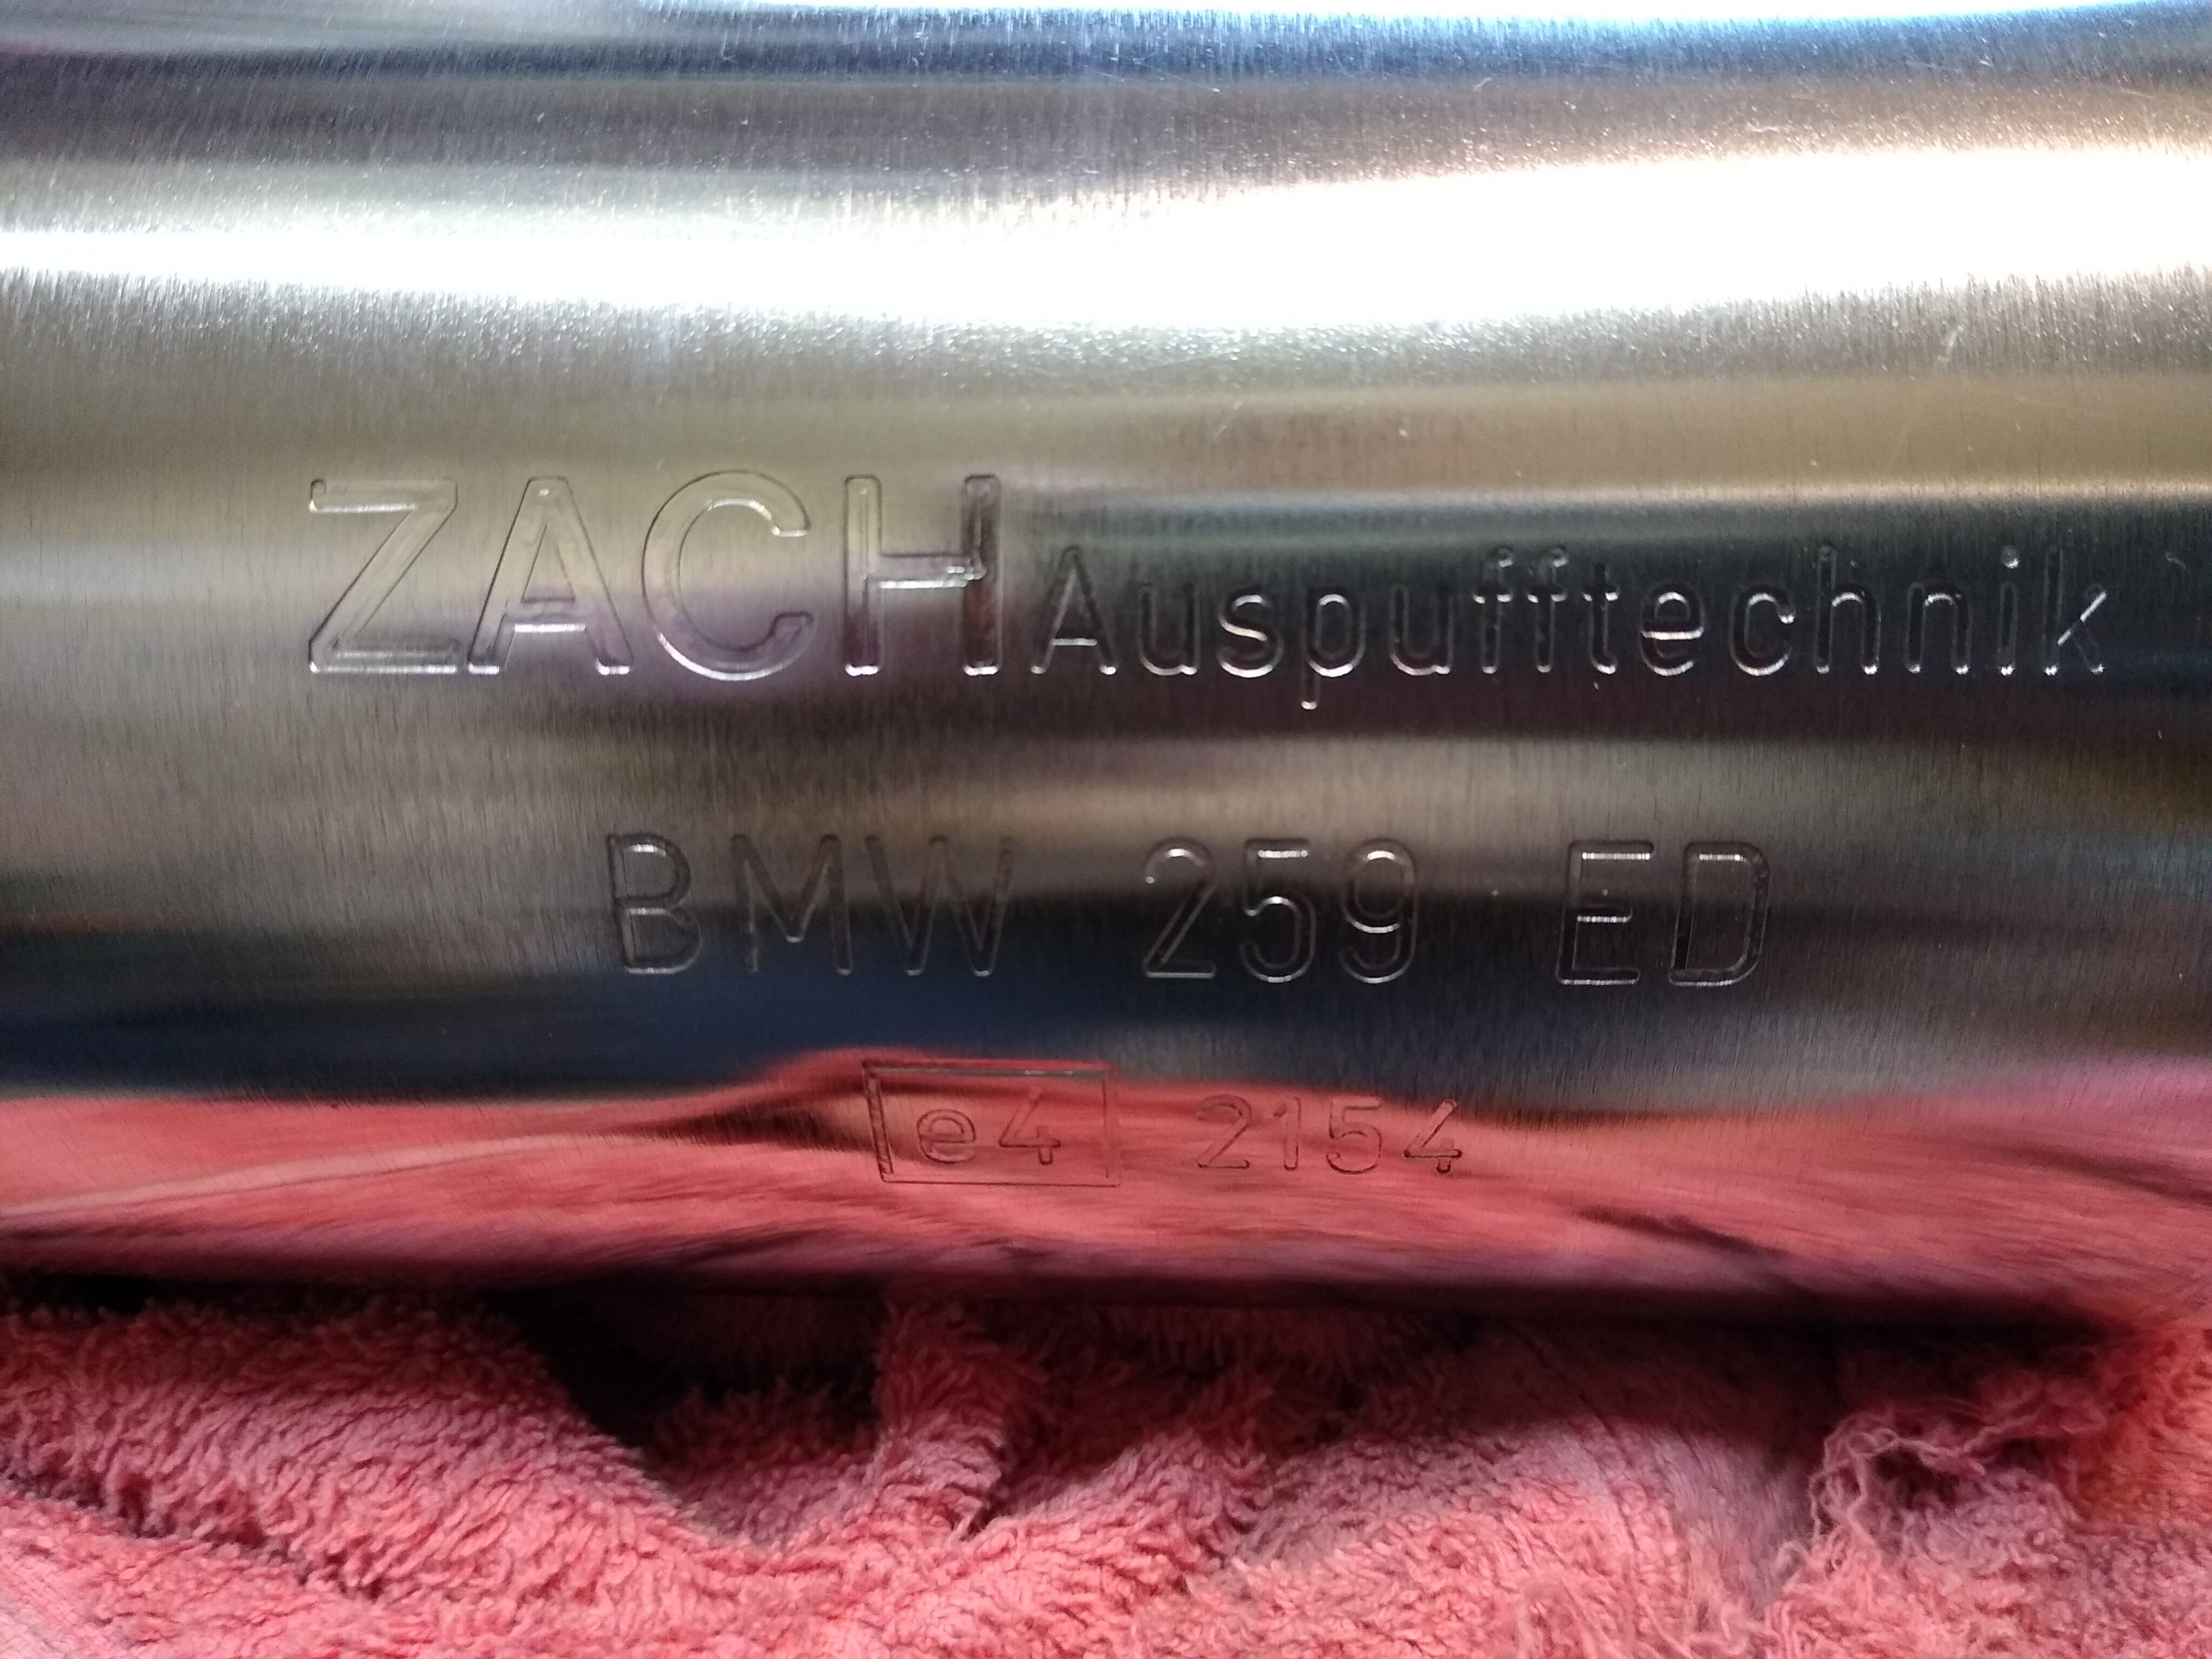 ZACH Auspufftechnik
BMW 259 ED
e4 2154